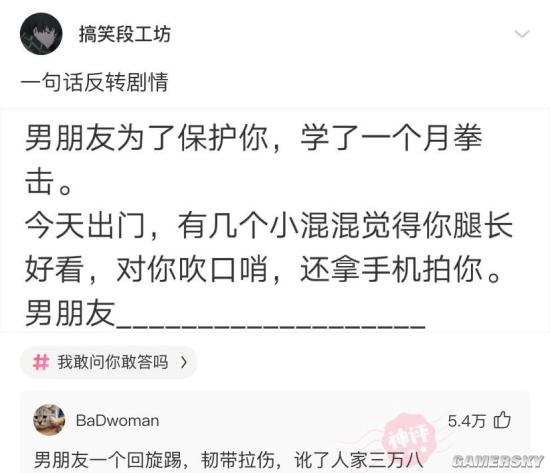 搞笑段工坊
一句话反转剧情
男朋友为了保护你，学了一个月拳
击。
今天出门，有几个小混混觉得你腿长
好看，对你吹口哨，还拿手机拍你。
男朋友____________________
# 我敢问你敢答吗 >
BaDwoman
神评
5.4万
男朋友一个回旋踢，韧带拉伤，讹了人家三万八
GAMERSKY